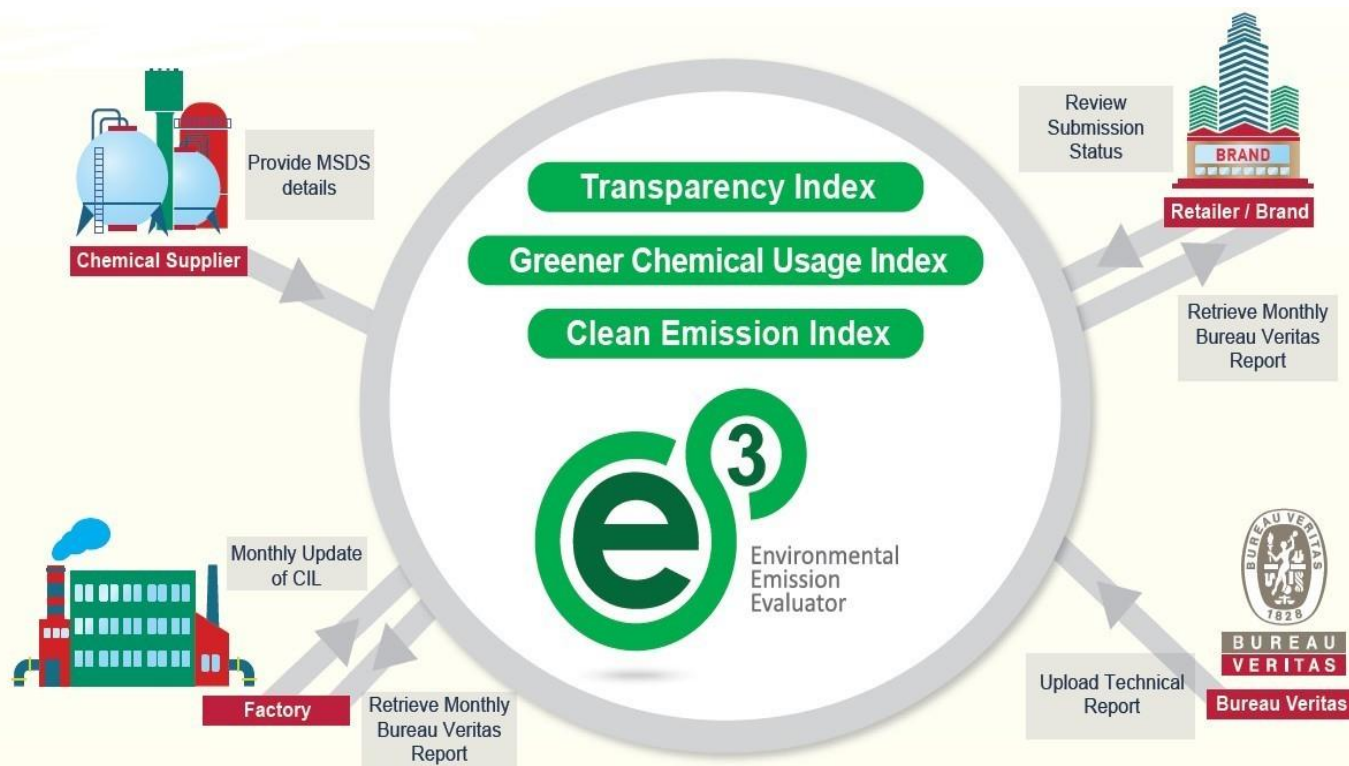 Provide MSDS
details
Chemical Supplier
Transparency Index
Greener Chemical Usage Index
Clean Emission Index
e3
Environmental
Emission
Evaluator
Review
Submission
Status
BRAND
Retailer / Brand
Retrieve Monthly
Bureau Veritas
Report
Monthly Update
of CIL
Factory
Retrieve Monthly
Bureau Veritas
Report
BUREAU VERITAS
1828
BUREAU
VERITAS
Upload Technical
Report
Bureau Veritas